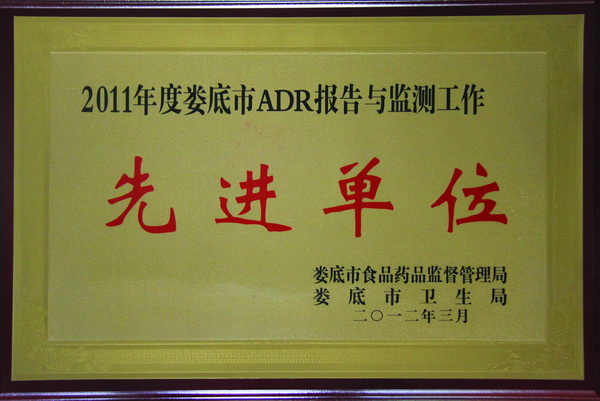 2011年度娄底市ADR报告与监测工作
先进单位
娄底市食品药品监督管理局
娄底市卫生局
二〇一二年三月